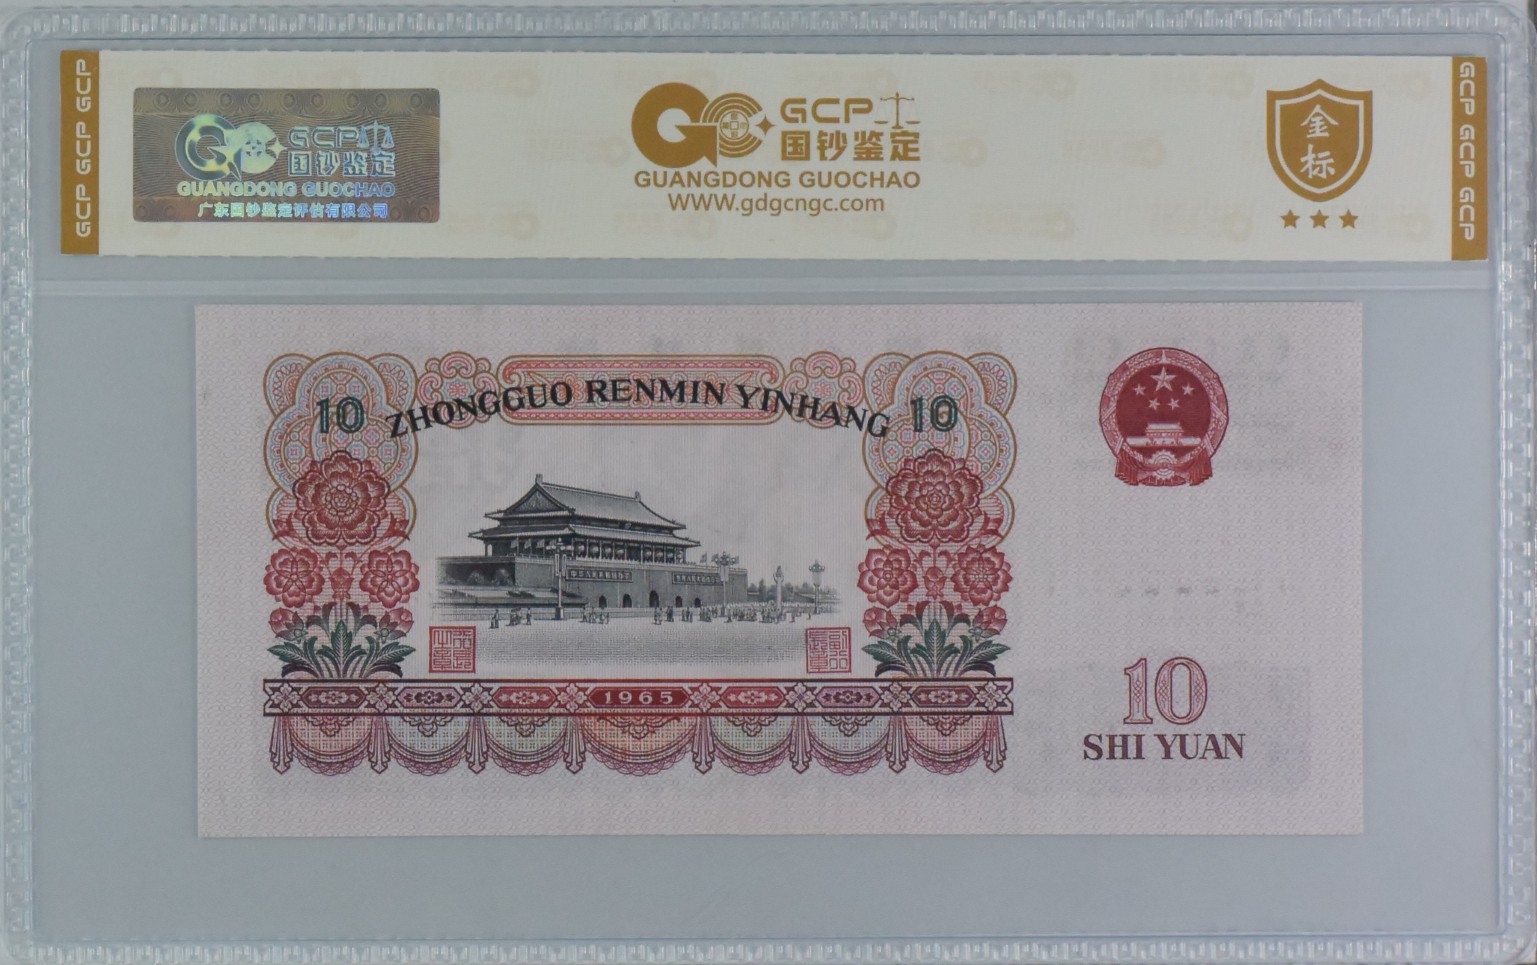 GCP GCP GCP
GCP 国钞鉴定
GUANGDONG GUOCHAO
广东国钞鉴定评估有限公司
GCP
国钞鉴定
GUANGDONG GUOCHAO
WWW.gdgcngc.com
金
标
GCP GCP GCP
10 ZHONGGUO RENMIN YINHANG 10
1965
10
SHI YUAN